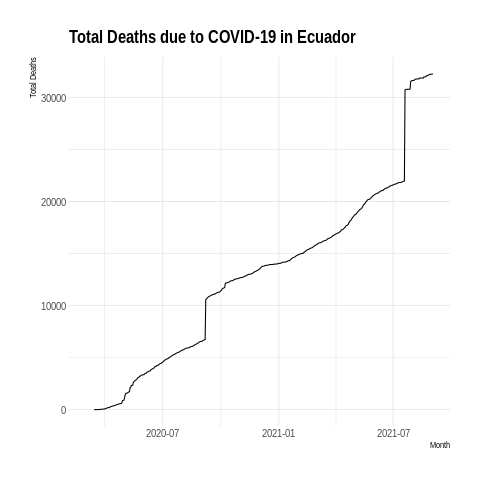 Total Deaths due to COVID-19 in Ecuador
Total Deaths
30000
20000
10000
0
2020-07
2021-01
2021-07
Month